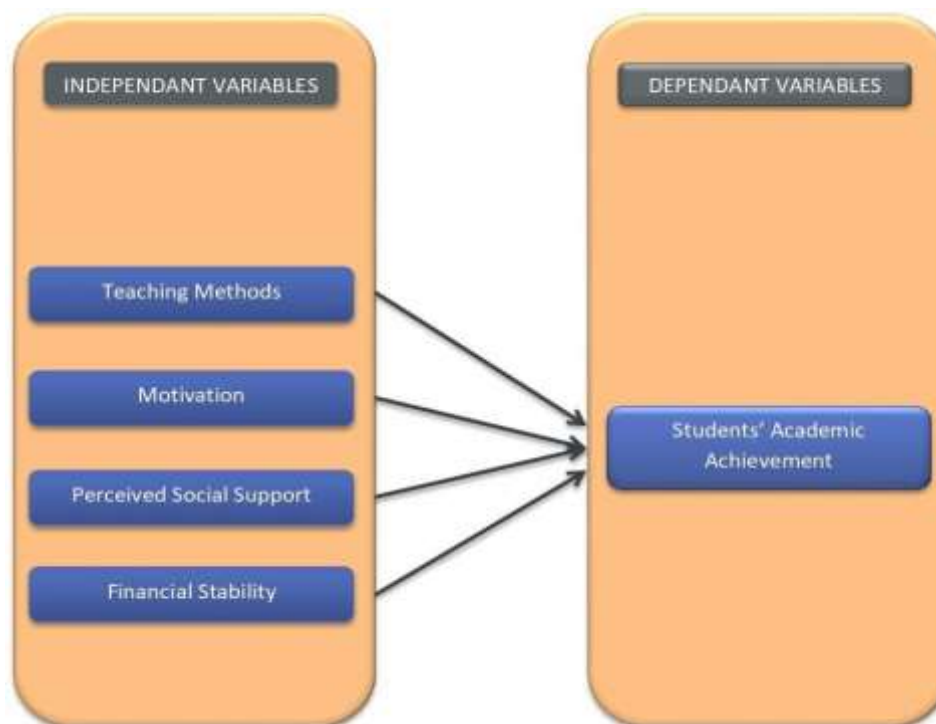 INDEPENDANT VARIABLES
DEPENDANT VARIABLES
Teaching Methods
Motivation
Perceived Social Support
Financial Stability
Students' Academic
Achievement